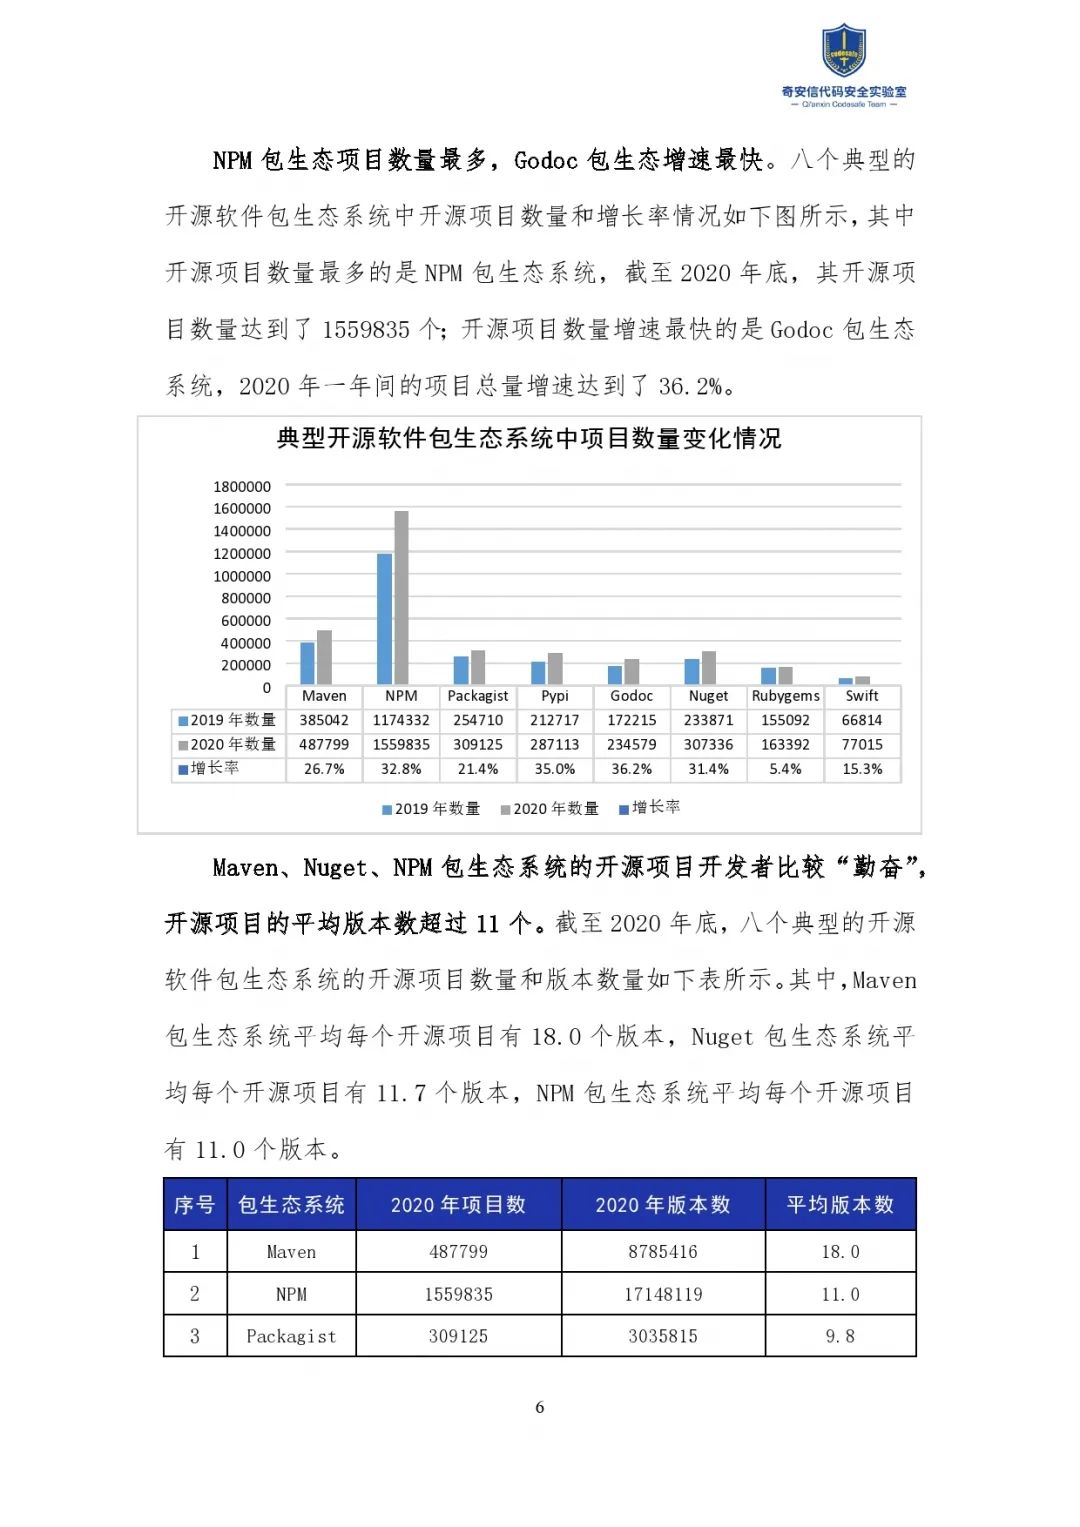 codesafe
奇安信代码安全实验室
— Qi'anxin Codesafe Team —
NPM 包生态项目数量最多，Godoc 包生态增速最快。八个典型的
开源软件包生态系统中开源项目数量和增长率情况如下图所示，其中
开源项目数量最多的是 NPM 包生态系统，截至 2020 年底，其开源项
目数量达到了 1559835 个；开源项目数量增速最快的是 Godoc 包生态
系统，2020 年一年间的项目总量增速达到了 36.2%。
典型开源软件包生态系统中项目数量变化情况
1800000
1600000
1400000
1200000
1000000
800000
600000
400000
200000
0
Maven NPM Packagist Pypi Godoc Nuget Rubygems Swift
2019 年数量 385042 1174332 254710 212717 172215 233871 155092 66814
2020 年数量 487799 1559835 309125 287113 234579 307336 163392 77015
增长率 26.7% 32.8% 21.4% 35.0% 36.2% 31.4% 5.4% 15.3%
2019 年数量 2020 年数量 增长率
Maven、Nuget、NPM 包生态系统的开源项目开发者比较“勤奋”，
开源项目的平均版本数超过 11 个。截至 2020 年底，八个典型的开源
软件包生态系统的开源项目数量和版本数量如下表所示。其中，Maven
包生态系统平均每个开源项目有 18.0 个版本，Nuget 包生态系统平
均每个开源项目有 11.7 个版本，NPM 包生态系统平均每个开源项目
有 11.0 个版本。
序号 包生态系统 2020 年项目数 2020 年版本数 平均版本数
1 Maven 487799 8785416 18.0
2 NPM 1559835 17148119 11.0
3 Packagist 309125 3035815 9.8
6